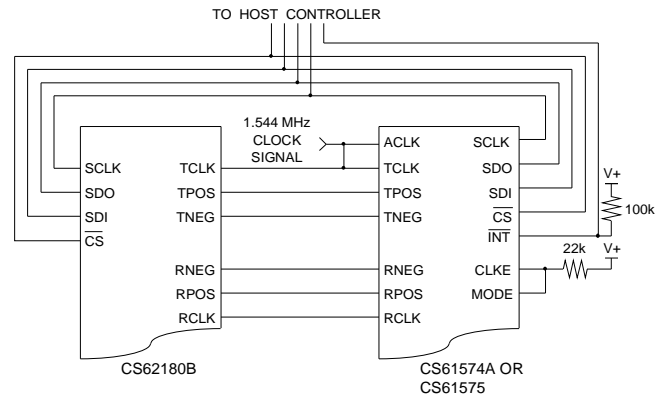 TO HOST CONTROLLER
1.544 MHz
CLOCK
SIGNAL
SCLK
SDO
SDI
CS
TCLK
TPOS
TNEG
RNEG
RPOS
RCLK
CS62180B
ACLK
TCLK
TPOS
TNEG
RNEG
RPOS
RCLK
SCLK
SDO
SDI
CS
INT
CLKE
MODE
CS61574A OR
CS61575
V+
100k
22k
V+